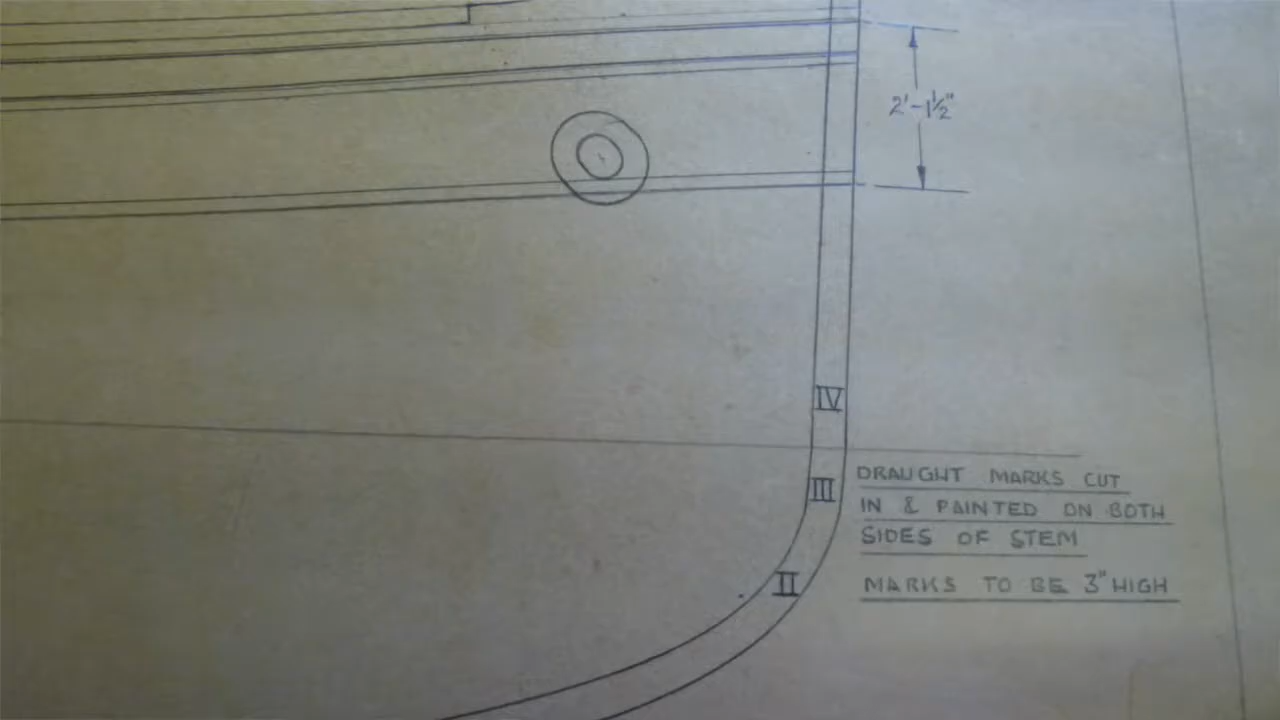 2'-1½"
IV
III
DRAUGHT MARKS CUT
IN & PAINTED ON BOTH
SIDES OF STEM
II
MARKS TO BE 3" HIGH